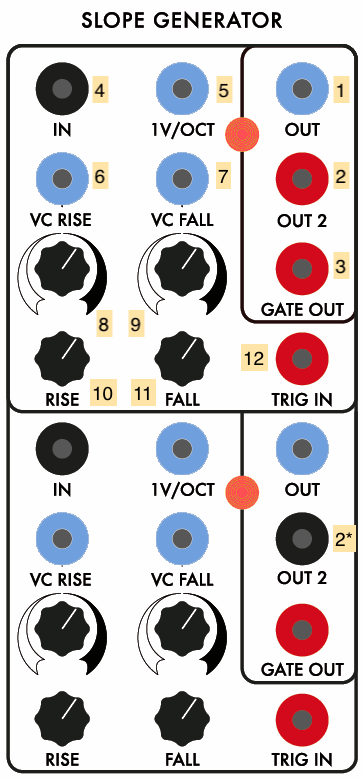 SLOPE GENERATOR
4 5 1
IN 1V/OCT OUT
6 7 2
VC RISE VC FALL OUT 2
3
GATE OUT
8 9
12
RISE 10 11 FALL TRIG IN
IN 1V/OCT OUT
2*
VC RISE VC FALL OUT 2
GATE OUT
RISE FALL TRIG IN